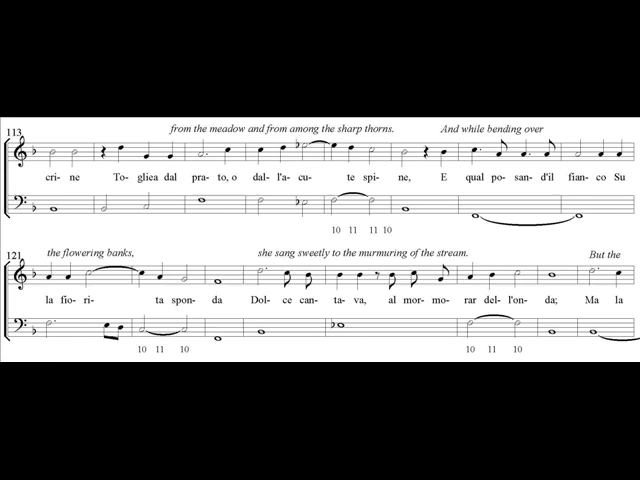 from the meadow and from among the sharp thorns. And while bending over
113
cri- ne To- gliea dal pra- to, o dal- l'a- cu- te spi- ne, E qual po- san- d'il fian- co Su
10 11 11 10
121 the flowering banks, she sang sweetly to the murmuring of the stream. But the
la fio- ri- ta spon- da Dol- ce can- ta- va, al mor- mo- rar del- l'on- da; Ma la
10 11 10 10 11 10